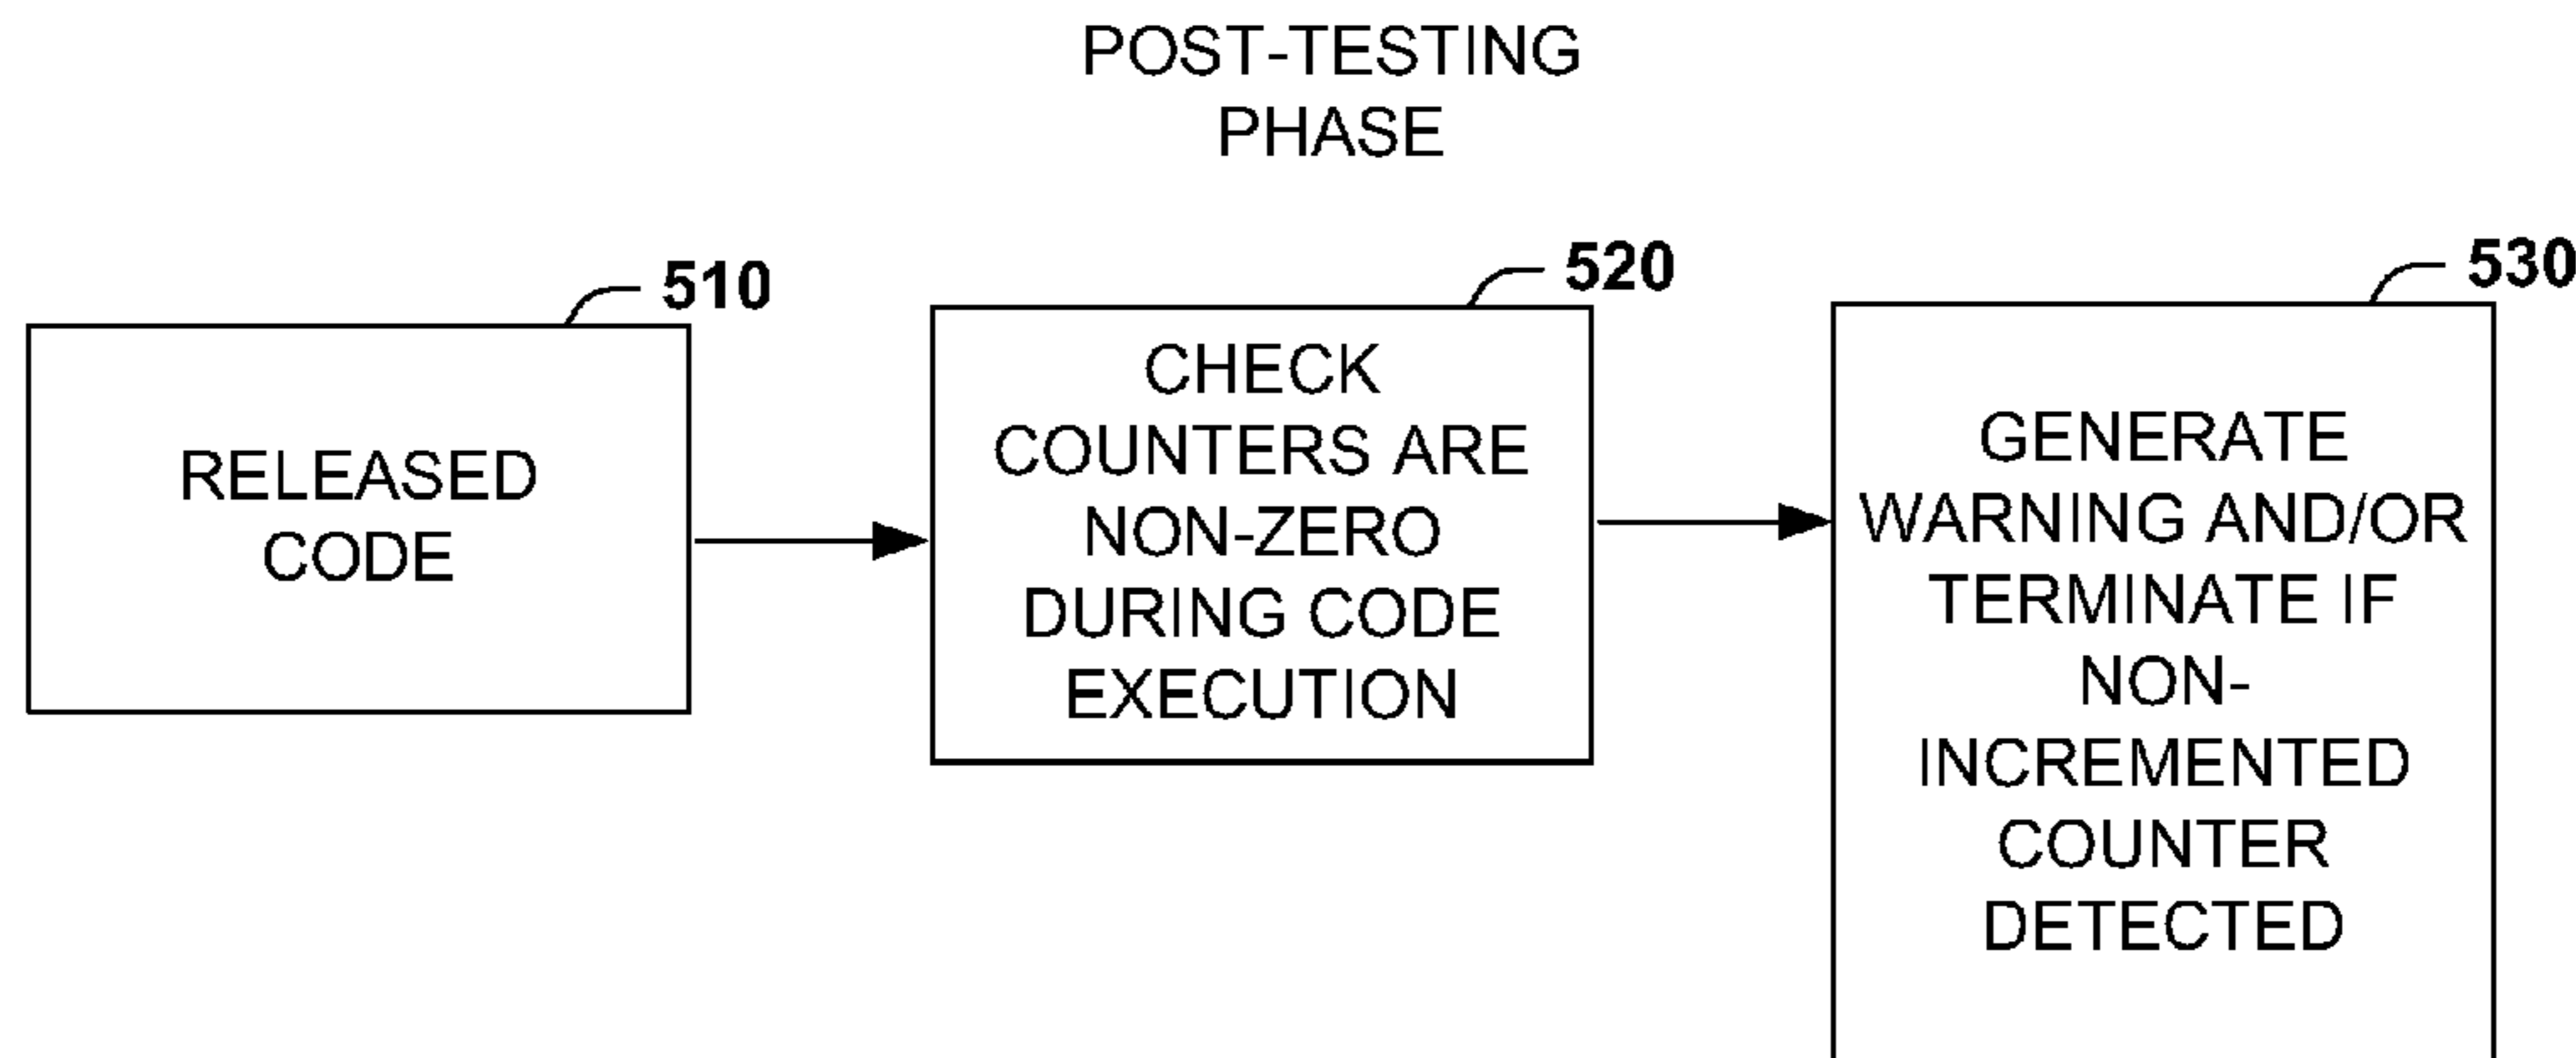 POST-TESTING
PHASE
510
RELEASED
CODE
520
CHECK
COUNTERS ARE
NON-ZERO
DURING CODE
EXECUTION
530
GENERATE
WARNING AND/OR
TERMINATE IF
NON-
INCREMENTED
COUNTER
DETECTED